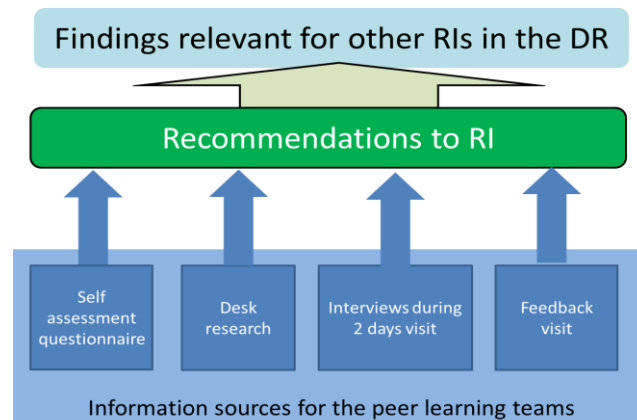 Findings relevant for other RIs in the DR
Recommendations to RI
Self
assessment
questionnaire
Desk
research
Interviews during
2 days visit
Feedback
visit
Information sources for the peer learning teams